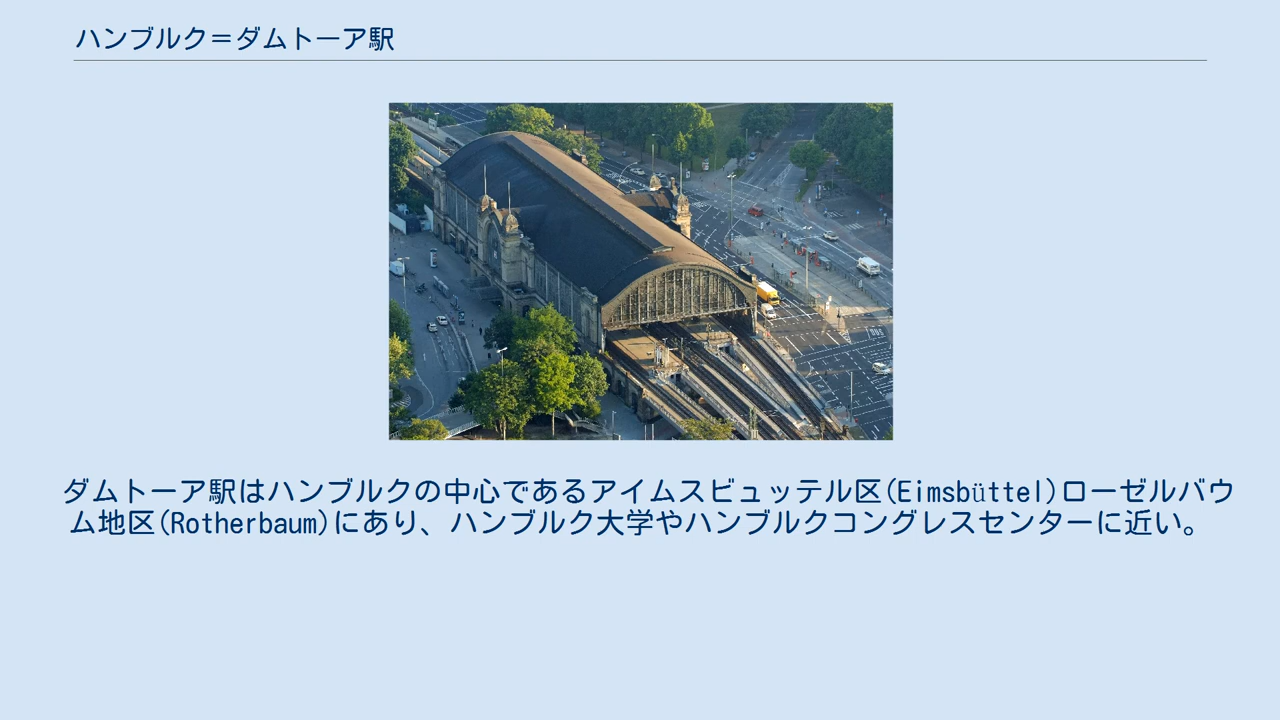 ハンブルク＝ダムトーア駅
ダムトーア駅はハンブルクの中心であるアイムスビュッテル区(Eimsbüttel)ローゼルバウ
ム地区(Rotherbaum)にあり、ハンブルク大学やハンブルクコングレスセンターに近い。